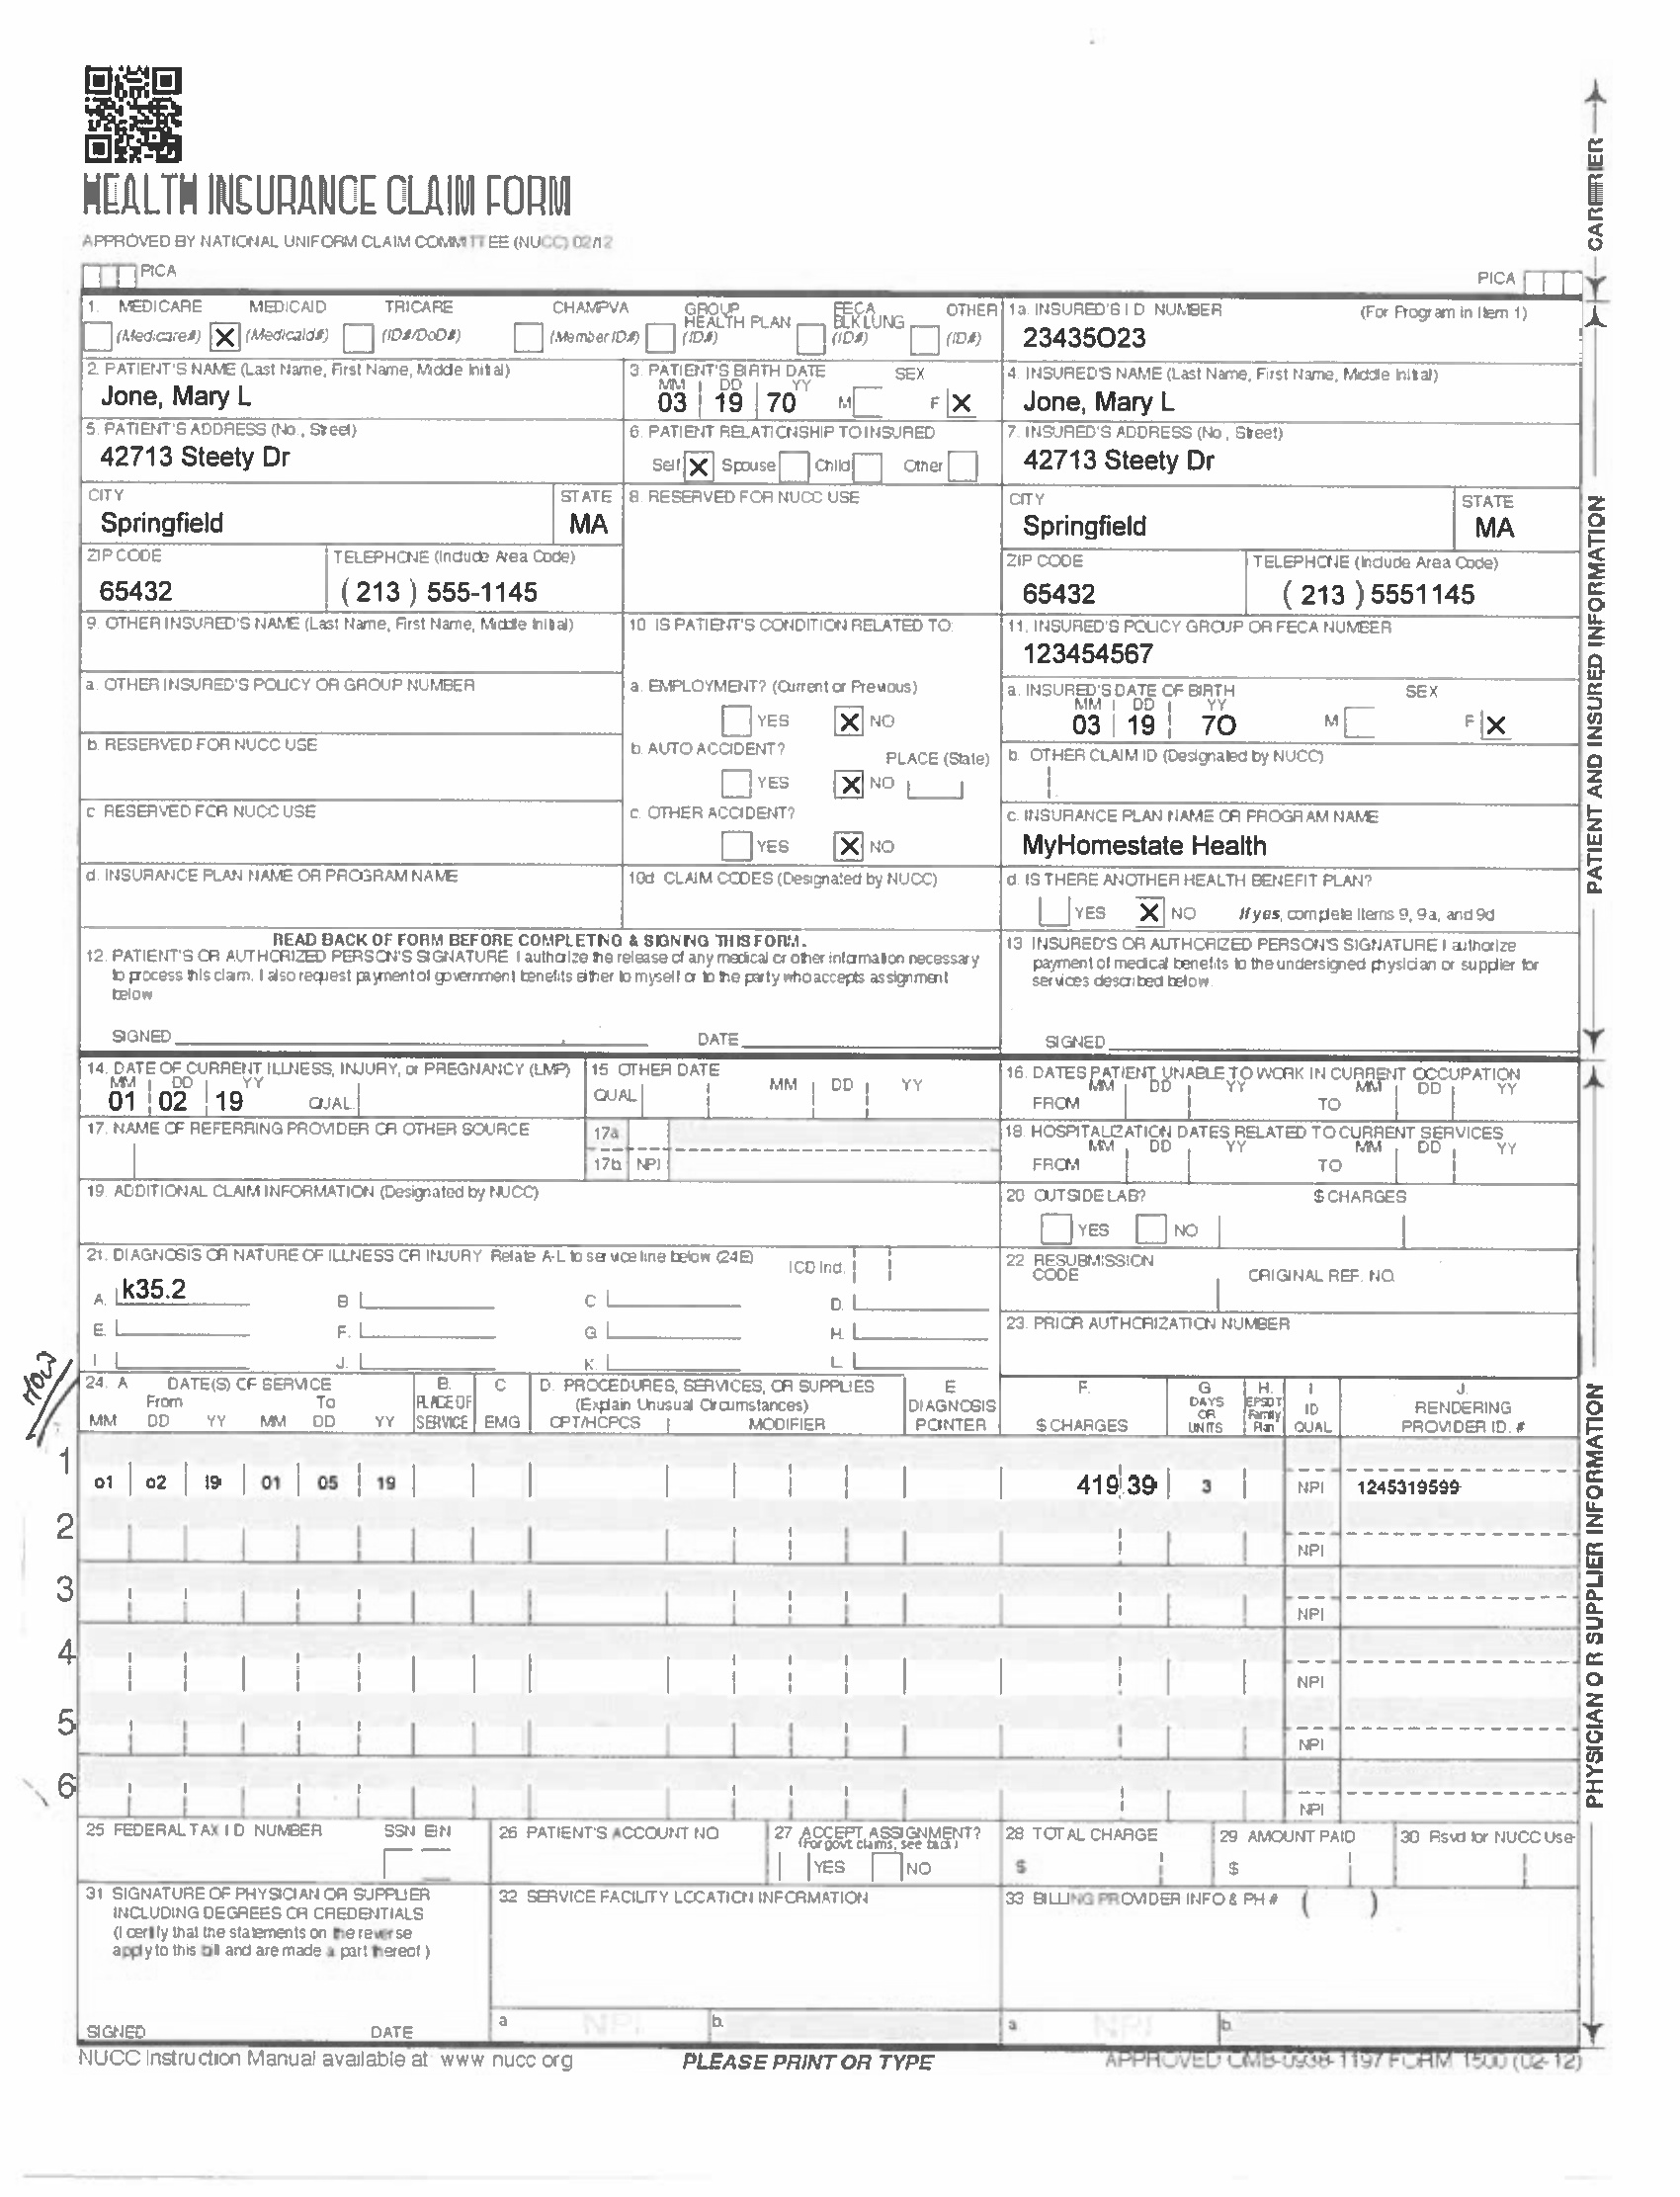 HEALTH INSURANCE CLAIM FORM
APPROVED BY NATIONAL UNIFORM CLAIM COMMITTEE (NUCC) 02/12
PICA
PICA
CARRIER
1. MEDICARE MEDICAID TRICARE CHAMPVA GROUP HEALTH PLAN FECA BLK LUNG OTHER
(Medicare#) X (Medicaid#) (ID#/DoD#) (Member ID#) (ID#) (ID#) (ID#)
1a. INSURED'S I D NUMBER (For Program in Item 1)
23435O23
2. PATIENT'S NAME (Last Name, First Name, Middle Initial)
Jone, Mary L
3. PATIENT'S BIRTH DATE SEX
MM DD YY
03 19 70 M F X
4. INSURED'S NAME (Last Name, First Name, Middle Initial)
Jone, Mary L
5. PATIENT'S ADDRESS (No., Street)
42713 Steety Dr
6. PATIENT RELATIONSHIP TO INSURED
Self X Spouse Child Other
7. INSURED'S ADDRESS (No., Street)
42713 Steety Dr
CITY STATE
Springfield MA
8. RESERVED FOR NUCC USE
CITY STATE
Springfield MA
ZIP CODE TELEPHONE (Include Area Code)
65432 ( 213 ) 555-1145
ZIP CODE TELEPHONE (Include Area Code)
65432 ( 213 ) 5551145
9. OTHER INSURED'S NAME (Last Name, First Name, Middle Initial)
10 IS PATIENT'S CONDITION RELATED TO:
11. INSURED'S POLICY GROUP OR FECA NUMBER
123454567
a. OTHER INSURED'S POLICY OR GROUP NUMBER
a. EMPLOYMENT? (Current or Previous)
YES X NO
a. INSURED'S DATE OF BIRTH SEX
MM DD YY
03 19 7O M F X
b. RESERVED FOR NUCC USE
b. AUTO ACCIDENT? PLACE (State)
YES X NO
b. OTHER CLAIM ID (Designated by NUCC)
c RESERVED FOR NUCC USE
c. OTHER ACCIDENT?
YES X NO
c. INSURANCE PLAN NAME OR PROGRAM NAME
MyHomestate Health
d. INSURANCE PLAN NAME OR PROGRAM NAME
10d CLAIM CODES (Designated by NUCC)
d. IS THERE ANOTHER HEALTH BENEFIT PLAN?
YES X NO If yes, complete items 9, 9a, and 9d
PATIENT AND INSURED INFORMATION
READ BACK OF FORM BEFORE COMPLETNG & SIGNNG THIS FORM.
12. PATIENT'S OR AUTHORIZED PERSON'S SIGNATURE I authorize the release of any medical or other information necessary
to process this claim. I also request payment of government benefits either to myself or to the party who accepts assignment
below
SIGNED DATE
13 INSURED'S OR AUTHORIZED PERSON'S SIGNATURE I authorize
payment of medical benefits to the undersigned physician or supplier for
services described below.
SIGNED
14. DATE OF CURRENT ILLNESS, INJURY, or PREGNANCY (LMP)
MM DD YY
01 02 19 QUAL
15 OTHER DATE
QUAL MM DD YY
16. DATES PATIENT UNABLE TO WORK IN CURRENT OCCUPATION
MM DD YY MM DD YY
FROM TO
17. NAME OF REFERRING PROVIDER OR OTHER SOURCE
17a
17b NPI
18. HOSPITALIZATION DATES RELATED TO CURRENT SERVICES
MM DD YY MM DD YY
FROM TO
19. ADDITIONAL CLAIM INFORMATION (Designated by NUCC)
20 OUTSIDE LAB? $ CHARGES
YES NO
21. DIAGNOSIS OR NATURE OF ILLNESS OR INJURY Relate A-L to service line below (24E) ICD Ind.
A. k35.2 B C D.
E. F. G H.
I J. K. L
22 RESUBMISSION
CODE ORIGINAL REF. NO.
23. PRIOR AUTHORIZATION NUMBER
24. A DATE(S) OF SERVICE B. C D. PROCEDURES, SERVICES, OR SUPPLIES E F. G H. I J.
From To PLACE OF (Explain Unusual Circumstances) DIAGNOSIS DAYS OR EPSDT Family ID RENDERING
MM DD YY MM DD YY SERVICE EMG CPT/HCPCS MODIFIER POINTER $ CHARGES UNITS Plan QUAL PROVIDER ID. #
1
o1 o2 19 01 05 19 419 39 3 NPI 1245319599
2
NPI
3
NPI
4
NPI
5
NPI
6
NPI
25 FEDERAL TAX I D NUMBER SSN EIN
26 PATIENT'S ACCOUNT NO
27 ACCEPT ASSIGNMENT?
(For govt. claims, see back)
YES NO
28 TOTAL CHARGE
$
29 AMOUNT PAID
$
30 Rsvd for NUCC Use
31 SIGNATURE OF PHYSICIAN OR SUPPLIER
INCLUDING DEGREES OR CREDENTIALS
(I certify that the statements on the reverse
apply to this bill and are made a part thereof)
SIGNED DATE
32 SERVICE FACILITY LOCATION INFORMATION
a NPI b.
33 BILLING PROVIDER INFO & PH # ( )
a NPI b
PHYSICIAN OR SUPPLIER INFORMATION
NUCC Instruction Manual available at: www nucc org
PLEASE PRINT OR TYPE
APPROVED OMB-0938-1197 FORM 1500 (02-12)